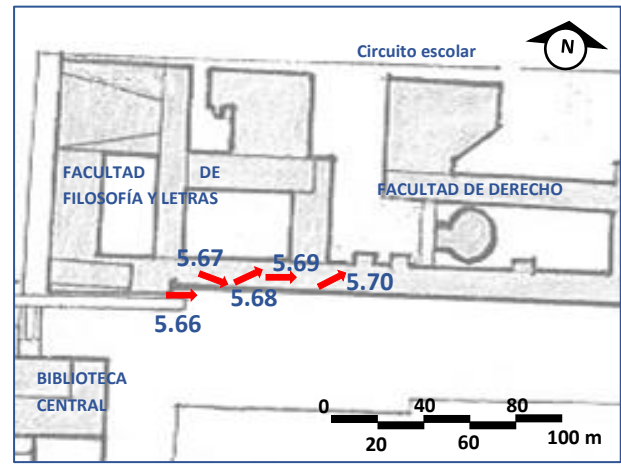 Circuito escolar
N
FACULTAD DE
FILOSOFÍA Y LETRAS
FACULTAD DE DERECHO
5.67
5.69
5.68
5.70
5.66
BIBLIOTECA
CENTRAL
0 40 80
20 60 100 m